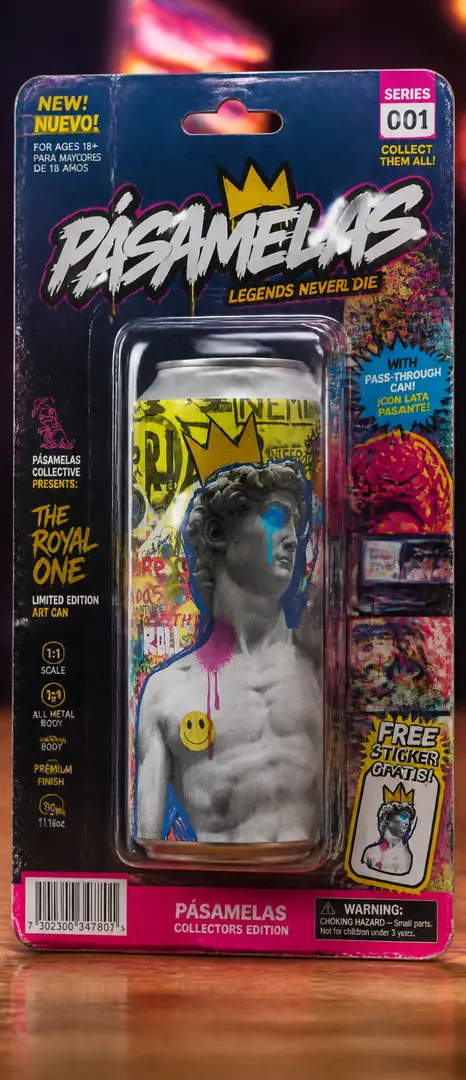 NEW!
NUEVO!
FOR AGES 18+
PARA MAYORES
DE 18 AÑOS
SERIES
001
COLLECT
THEM ALL!
PÁSAMELAS
LEGENDS NEVER DIE
WITH
PASS-THROUGH
CAN!
¡CON LATA
PASANTE!
PÁSAMELAS
COLLECTIVE
PRESENTS:
THE
ROYAL
ONE
LIMITED EDITION
ART CAN
1:1
SCALE
ALL METAL
BODY
BODY
PREMIUM
FINISH
11.16oz
FREE
STICKER
GRATIS!
7 302300 347807
PÁSAMELAS
COLLECTORS EDITION
WARNING:
CHOKING HAZARD – Small parts.
Not for children under 3 years.